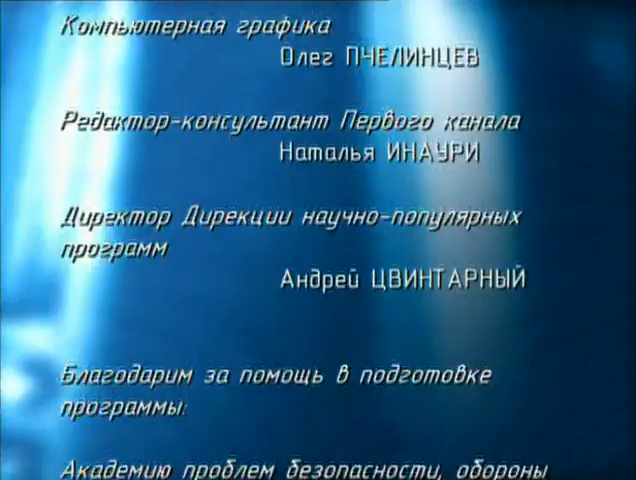 Компьютерная графика
Олег ПЧЕЛИНЦЕВ
Редактор-консультант Первого канала
Наталья ИНАУРИ
Директор Дирекции научно-популярных
программ
Андрей ЦВИНТАРНЫЙ
Благодарим за помощь в подготовке
программы:
Академию проблем безопасности, обороны